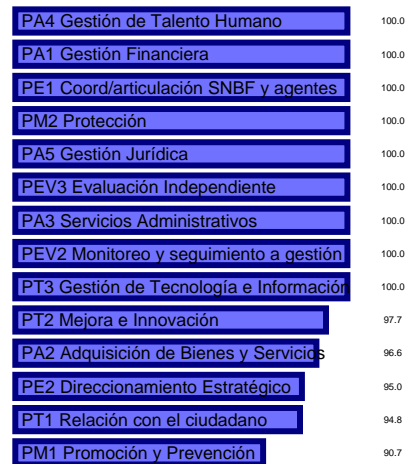 PA4 Gestión de Talento Humano 100.0
PA1 Gestión Financiera 100.0
PE1 Coord/articulación SNBF y agentes 100.0
PM2 Protección 100.0
PA5 Gestión Jurídica 100.0
PEV3 Evaluación Independiente 100.0
PA3 Servicios Administrativos 100.0
PEV2 Monitoreo y seguimiento a gestión 100.0
PT3 Gestión de Tecnología e Información 100.0
PT2 Mejora e Innovación 97.7
PA2 Adquisición de Bienes y Servicios 96.6
PE2 Direccionamiento Estratégico 95.0
PT1 Relación con el ciudadano 94.8
PM1 Promoción y Prevención 90.7